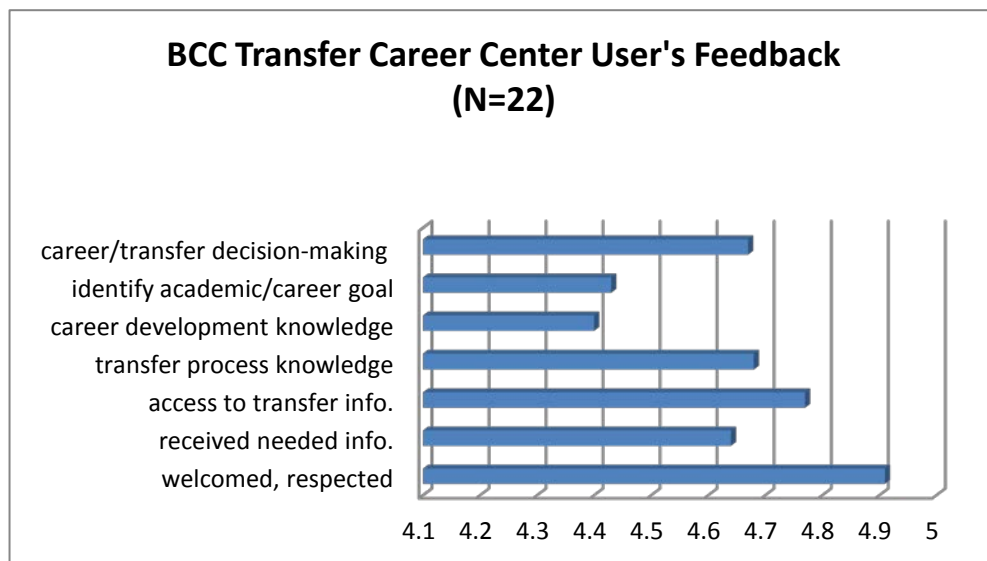 BCC Transfer Career Center User's Feedback
(N=22)
career/transfer decision-making
identify academic/career goal
career development knowledge
transfer process knowledge
access to transfer info.
received needed info.
welcomed, respected
4.1 4.2 4.3 4.4 4.5 4.6 4.7 4.8 4.9 5